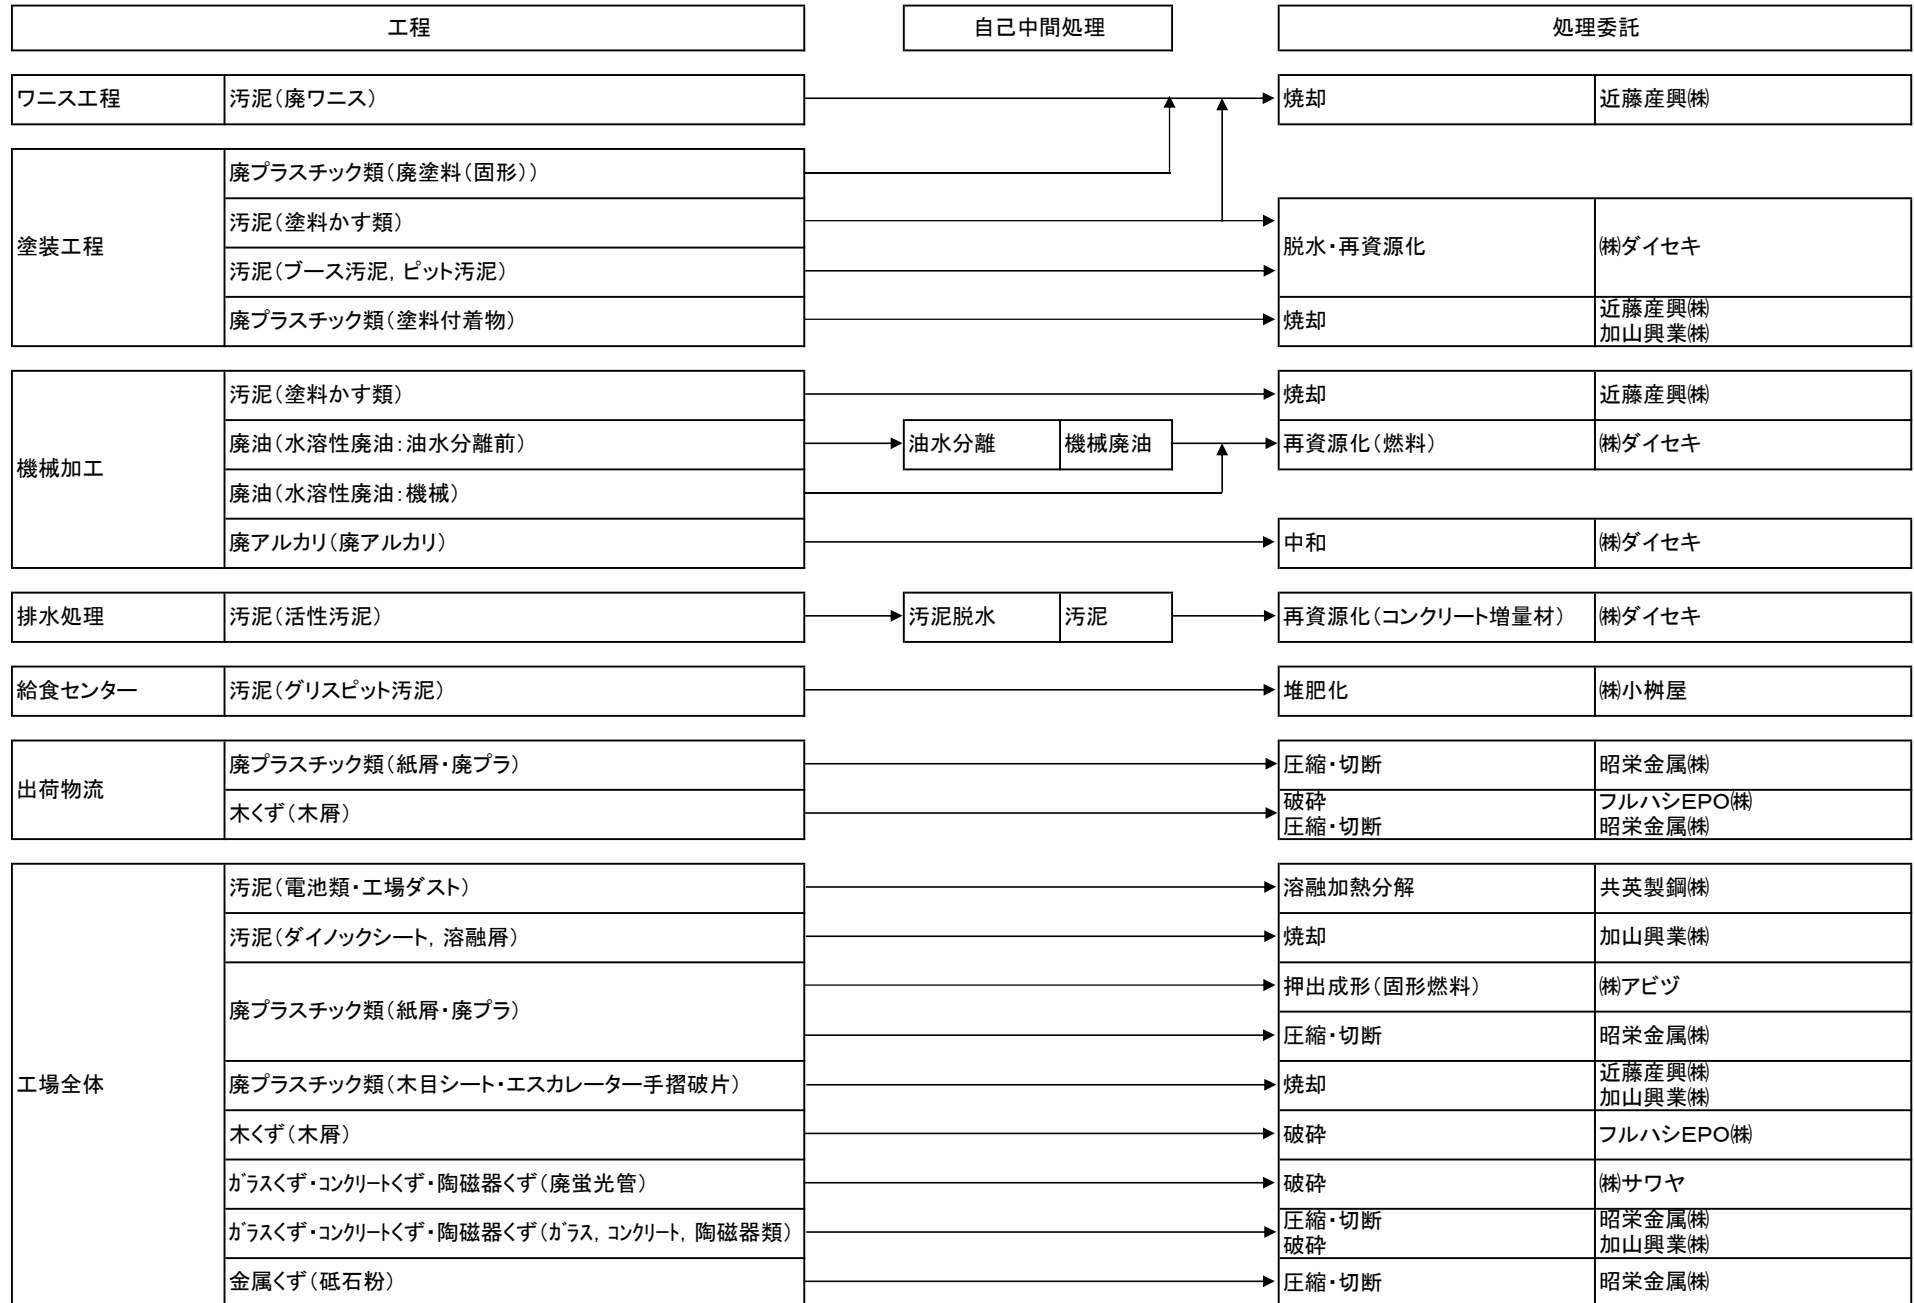 工程 自己中間処理 処理委託
ワニス工程 汚泥（廃ワニス） 焼却 近藤産興㈱
塗装工程
廃プラスチック類（廃塗料（固形））
汚泥（塗料かす類）
脱水・再資源化 ㈱ダイセキ
汚泥（ブース汚泥，ピット汚泥）
廃プラスチック類（塗料付着物） 焼却 近藤産興㈱
加山興業㈱
機械加工
汚泥（塗料かす類） 焼却 近藤産興㈱
廃油（水溶性廃油：油水分離前） 油水分離 機械廃油 再資源化（燃料） ㈱ダイセキ
廃油（水溶性廃油：機械）
廃アルカリ（廃アルカリ） 中和 ㈱ダイセキ
排水処理 汚泥（活性汚泥） 汚泥脱水 汚泥 再資源化（コンクリート増量材） ㈱ダイセキ
給食センター 汚泥（グリスピット汚泥） 堆肥化 ㈱小桝屋
出荷物流
廃プラスチック類（紙屑・廃プラ） 圧縮・切断 昭栄金属㈱
木くず（木屑） 破砕 フルハシEPO㈱
圧縮・切断 昭栄金属㈱
工場全体
汚泥（電池類・工場ダスト） 溶融加熱分解 共英製鋼㈱
汚泥（ダイノックシート，溶融屑） 焼却 加山興業㈱
廃プラスチック類（紙屑・廃プラ）
押出成形（固形燃料） ㈱アビヅ
圧縮・切断 昭栄金属㈱
廃プラスチック類（木目シート・エスカレーター手摺破片） 焼却 近藤産興㈱
加山興業㈱
木くず（木屑） 破砕 フルハシEPO㈱
ｶﾞﾗｽくず・ｺﾝｸﾘｰﾄくず・陶磁器くず（廃蛍光管） 破砕 ㈱サワヤ
ｶﾞﾗｽくず・ｺﾝｸﾘｰﾄくず・陶磁器くず（ｶﾞﾗｽ，ｺﾝｸﾘｰﾄ，陶磁器類） 圧縮・切断 昭栄金属㈱
破砕 加山興業㈱
金属くず（砥石粉） 圧縮・切断 昭栄金属㈱